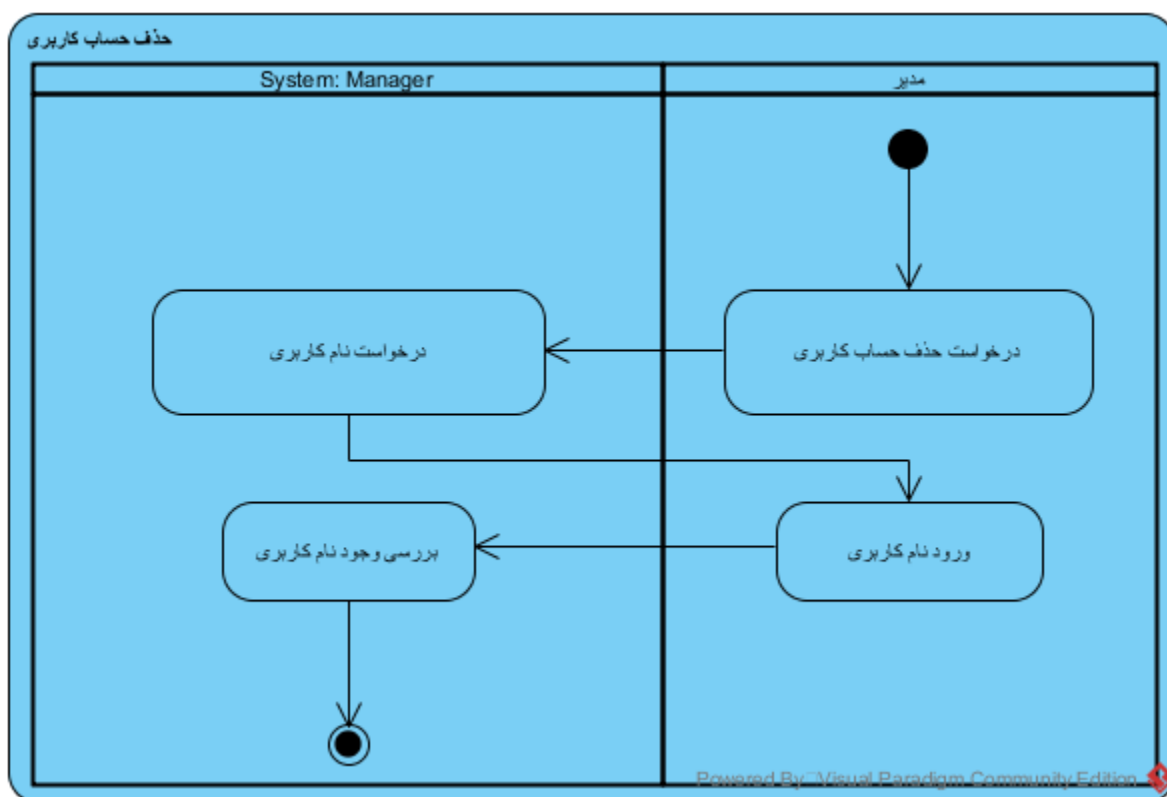 حذف حساب کاربری
System: Manager
مدیر
درخواست حذف حساب کاربری
درخواست نام کاربری
ورود نام کاربری
بررسی وجود نام کاربری
Powered By Visual Paradigm Community Edition